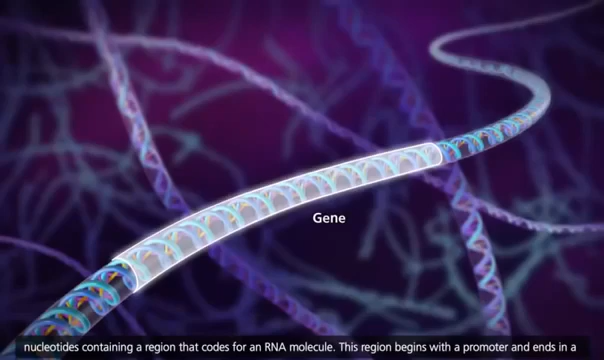 Gene
nucleotides containing a region that codes for an RNA molecule. This region begins with a promoter and ends in a